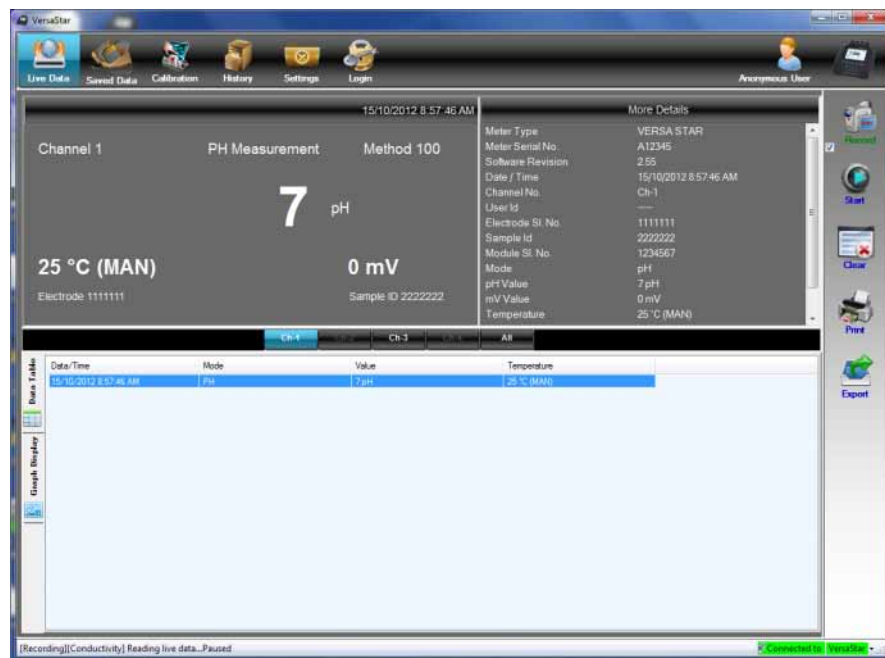 VersaStar
Live Data Saved Data Calibration History Settings Login Anonymous User
15/10/2012 8:57:46 AM
Channel 1 PH Measurement Method 100
7 pH
25 °C (MAN) 0 mV
Electrode 1111111 Sample ID 2222222
More Details
Meter Type VERSA STAR
Meter Serial No. A12345
Software Revision 2.55
Date / Time 15/10/2012 8:57:46 AM
Channel No. Ch-1
User Id ----
Electrode Sl. No. 1111111
Sample Id 2222222
Module Sl. No. 1234567
Mode pH
pH Value 7 pH
mV Value 0 mV
Temperature 25 °C (MAN)
Record
Start
Clear
Print
Export
Ch-1 Ch-3 All
Data Table
Graph Display
Data/Time Mode Value Temperature
15/10/2012 8:57:46 AM PH 7 pH 25 °C (MAN)
[Recording][Conductivity] Reading live data...Paused
Connected to VersaStar